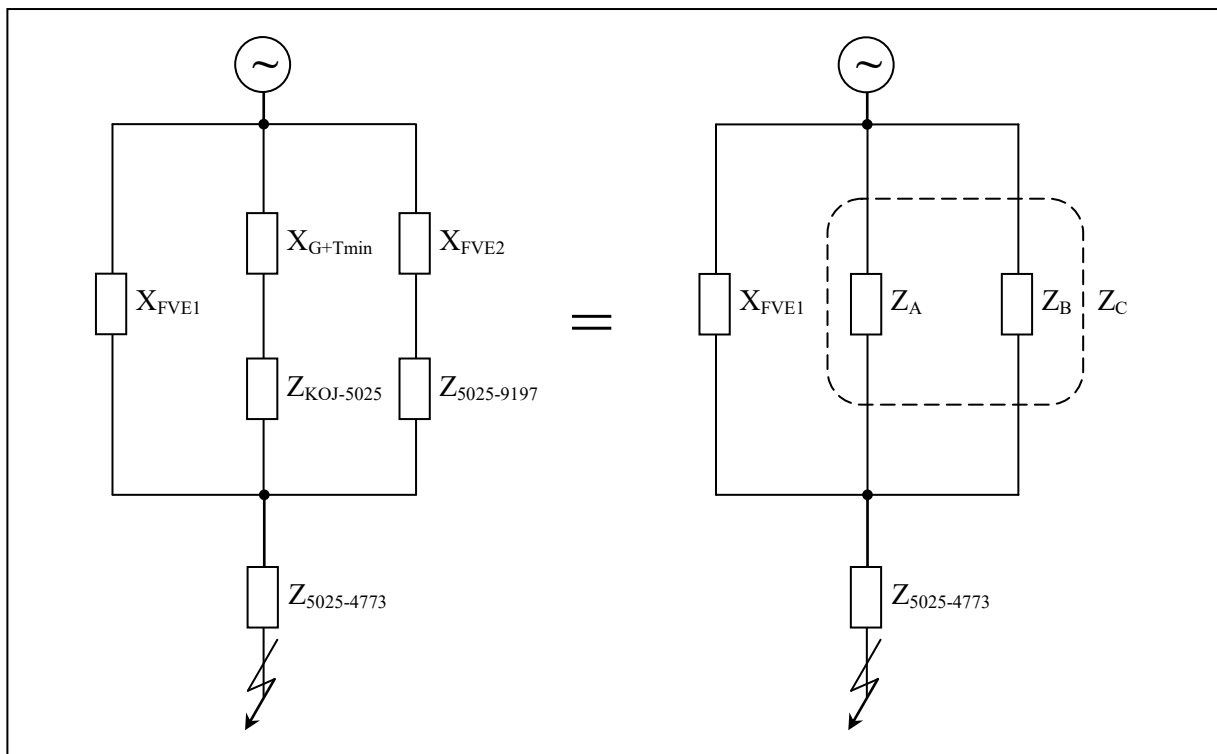 ~
X_FVE1
X_G+Tmin
X_FVE2
Z_KOJ-5025
Z_5025-9197
Z_5025-4773
=
~
X_FVE1
Z_A
Z_B
Z_C
Z_5025-4773